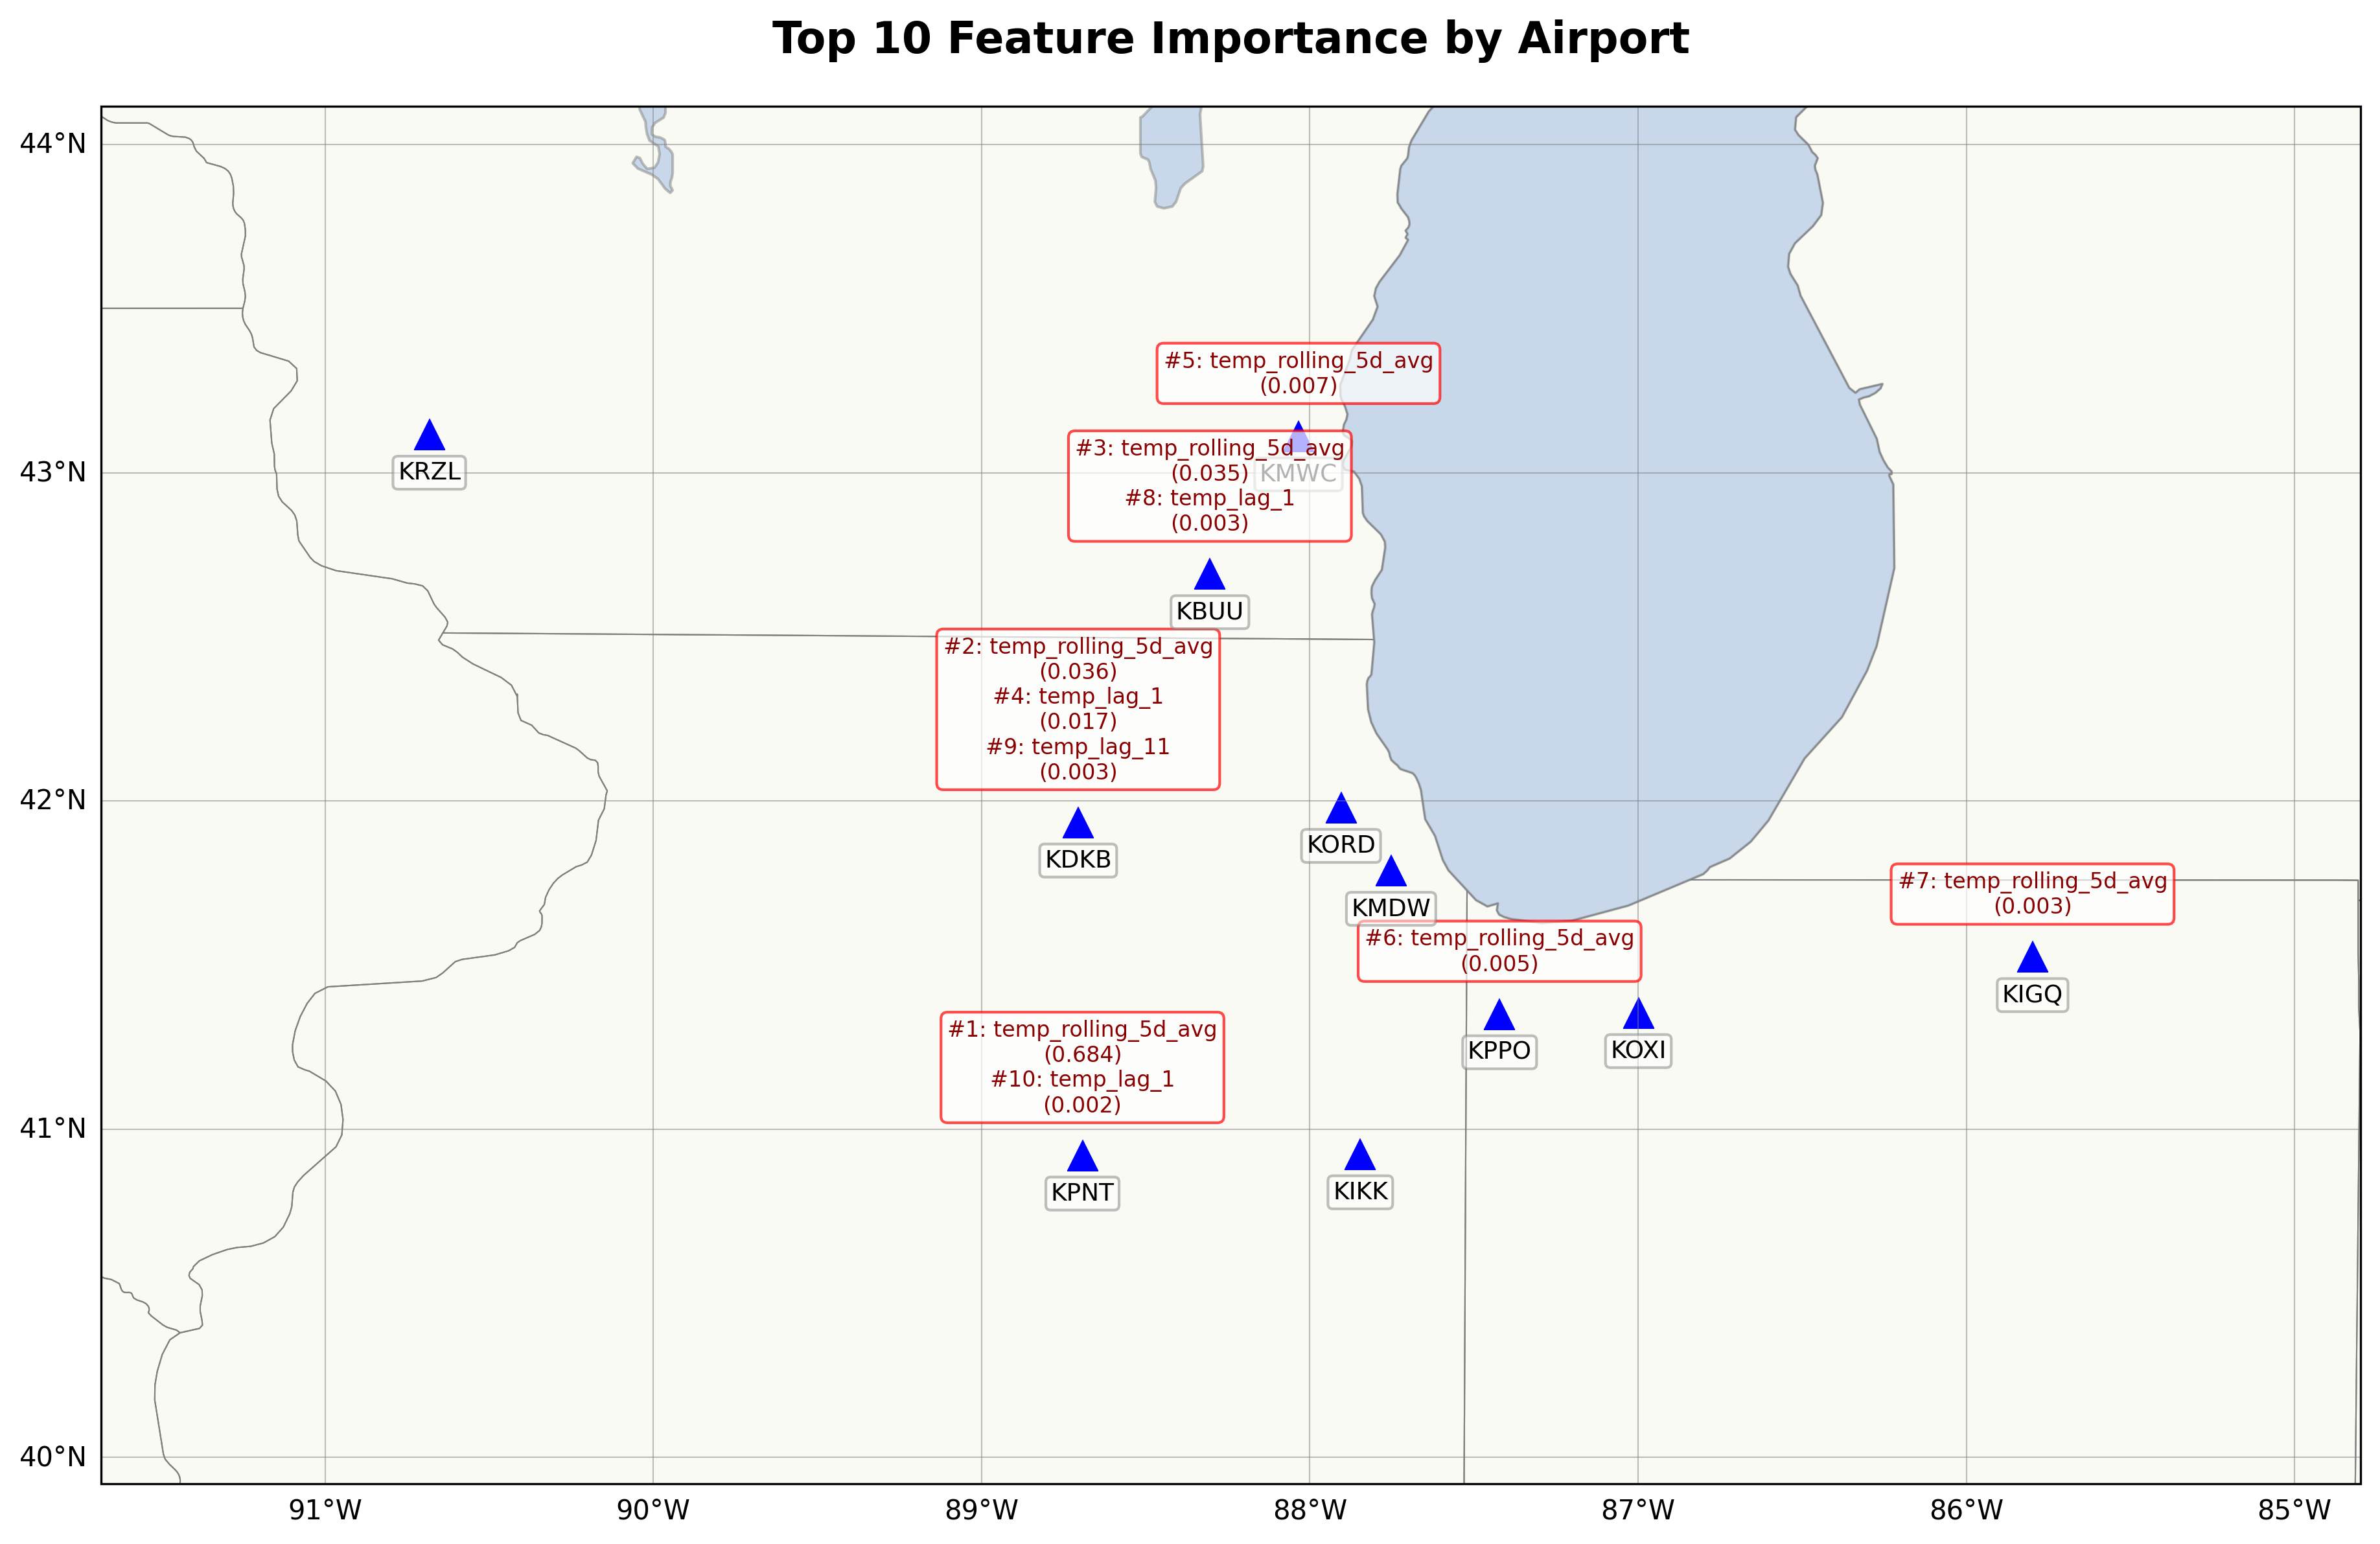 Top 10 Feature Importance by Airport
44°N
43°N
42°N
41°N
40°N
#5: temp_rolling_5d_avg
(0.007)
KMWC
KRZL
#3: temp_rolling_5d_avg
(0.035)
#8: temp_lag_1
(0.003)
KBUU
#2: temp_rolling_5d_avg
(0.036)
#4: temp_lag_1
(0.017)
#9: temp_lag_11
(0.003)
KDKB
KORD
KMDW
#7: temp_rolling_5d_avg
(0.003)
KIGQ
#6: temp_rolling_5d_avg
(0.005)
KPPO
KOXI
#1: temp_rolling_5d_avg
(0.684)
#10: temp_lag_1
(0.002)
KPNT
KIKK
91°W
90°W
89°W
88°W
87°W
86°W
85°W